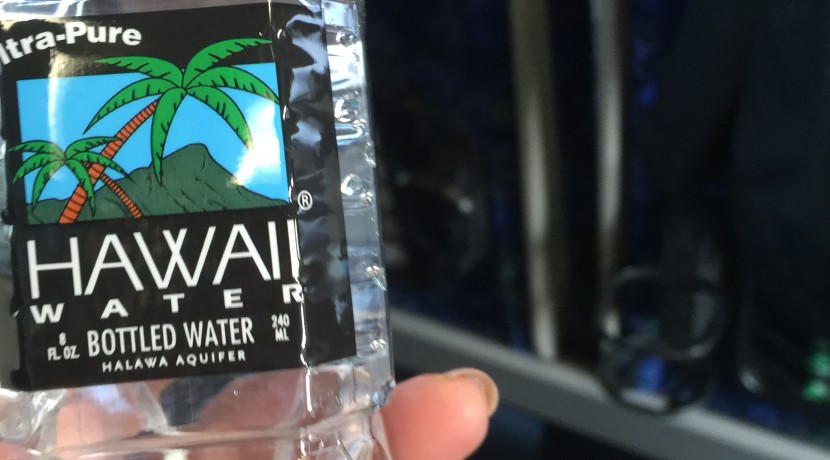 ltra-Pure
®
HAWAII
WATER
8 FL. OZ. BOTTLED WATER 240 ML
HALAWA AQUIFER